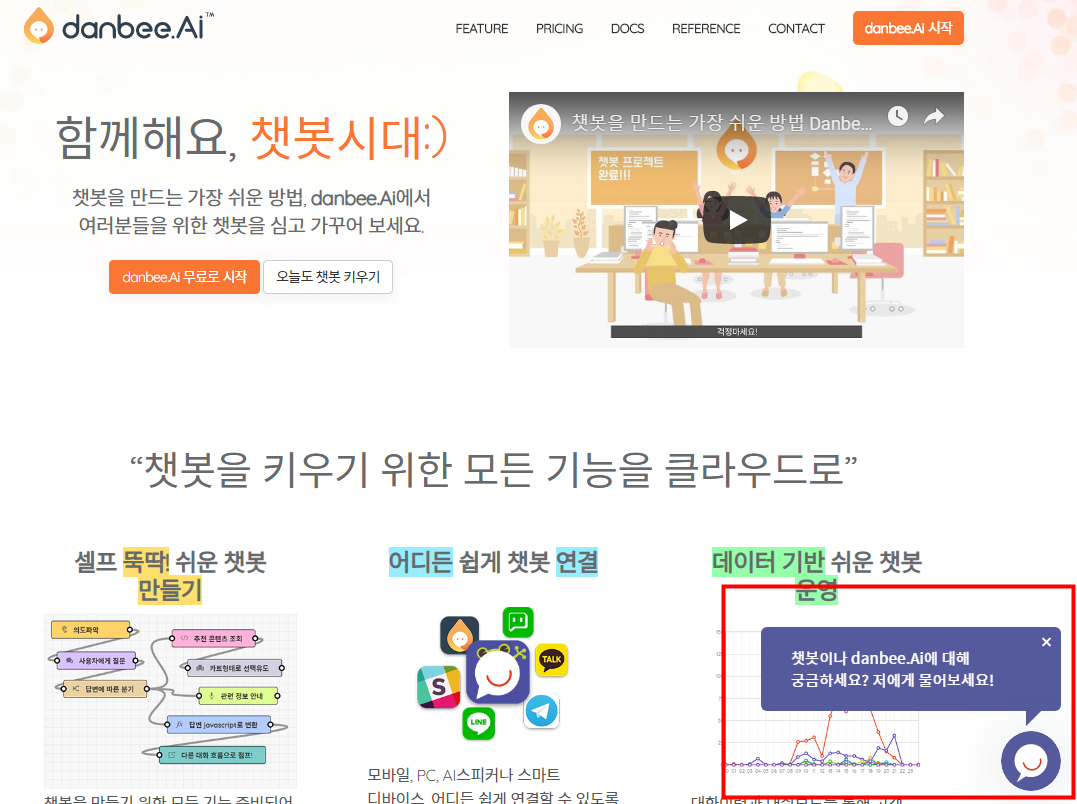 danbee.Ai™
FEATURE PRICING DOCS REFERENCE CONTACT danbee.AI 시작
함께해요, 챗봇시대:)
챗봇을 만드는 가장 쉬운 방법, danbee.Ai에서
여러분들을 위한 챗봇을 심고 가꾸어 보세요.
danbee.Ai 무료로 시작 오늘도 챗봇 키우기
챗봇을 만드는 가장 쉬운 방법 Danbe...
챗봇 프로젝트
완료!!!
걱정마세요!
“챗봇을 키우기 위한 모든 기능을 클라우드로”
셀프 뚝딱! 쉬운 챗봇
만들기
의도파악
추천 콘텐츠 조회
사용자에게 질문
카트형태로 선택유도
답변에 따른 분기
관련 정보 안내
답변 javascript로 변환
다른 대화 흐름으로 점프!
챗봇을 만들기 위한 모든 기능 준비되어
어디든 쉽게 챗봇 연결
TALK
S
LINE
모바일, PC, AI스피커나 스마트
디바이스, 어디든 쉽게 연결할 수 있도록
데이터 기반 쉬운 챗봇
운영
챗봇이나 danbee.Ai에 대해
궁금하세요? 저에게 물어보세요!
×